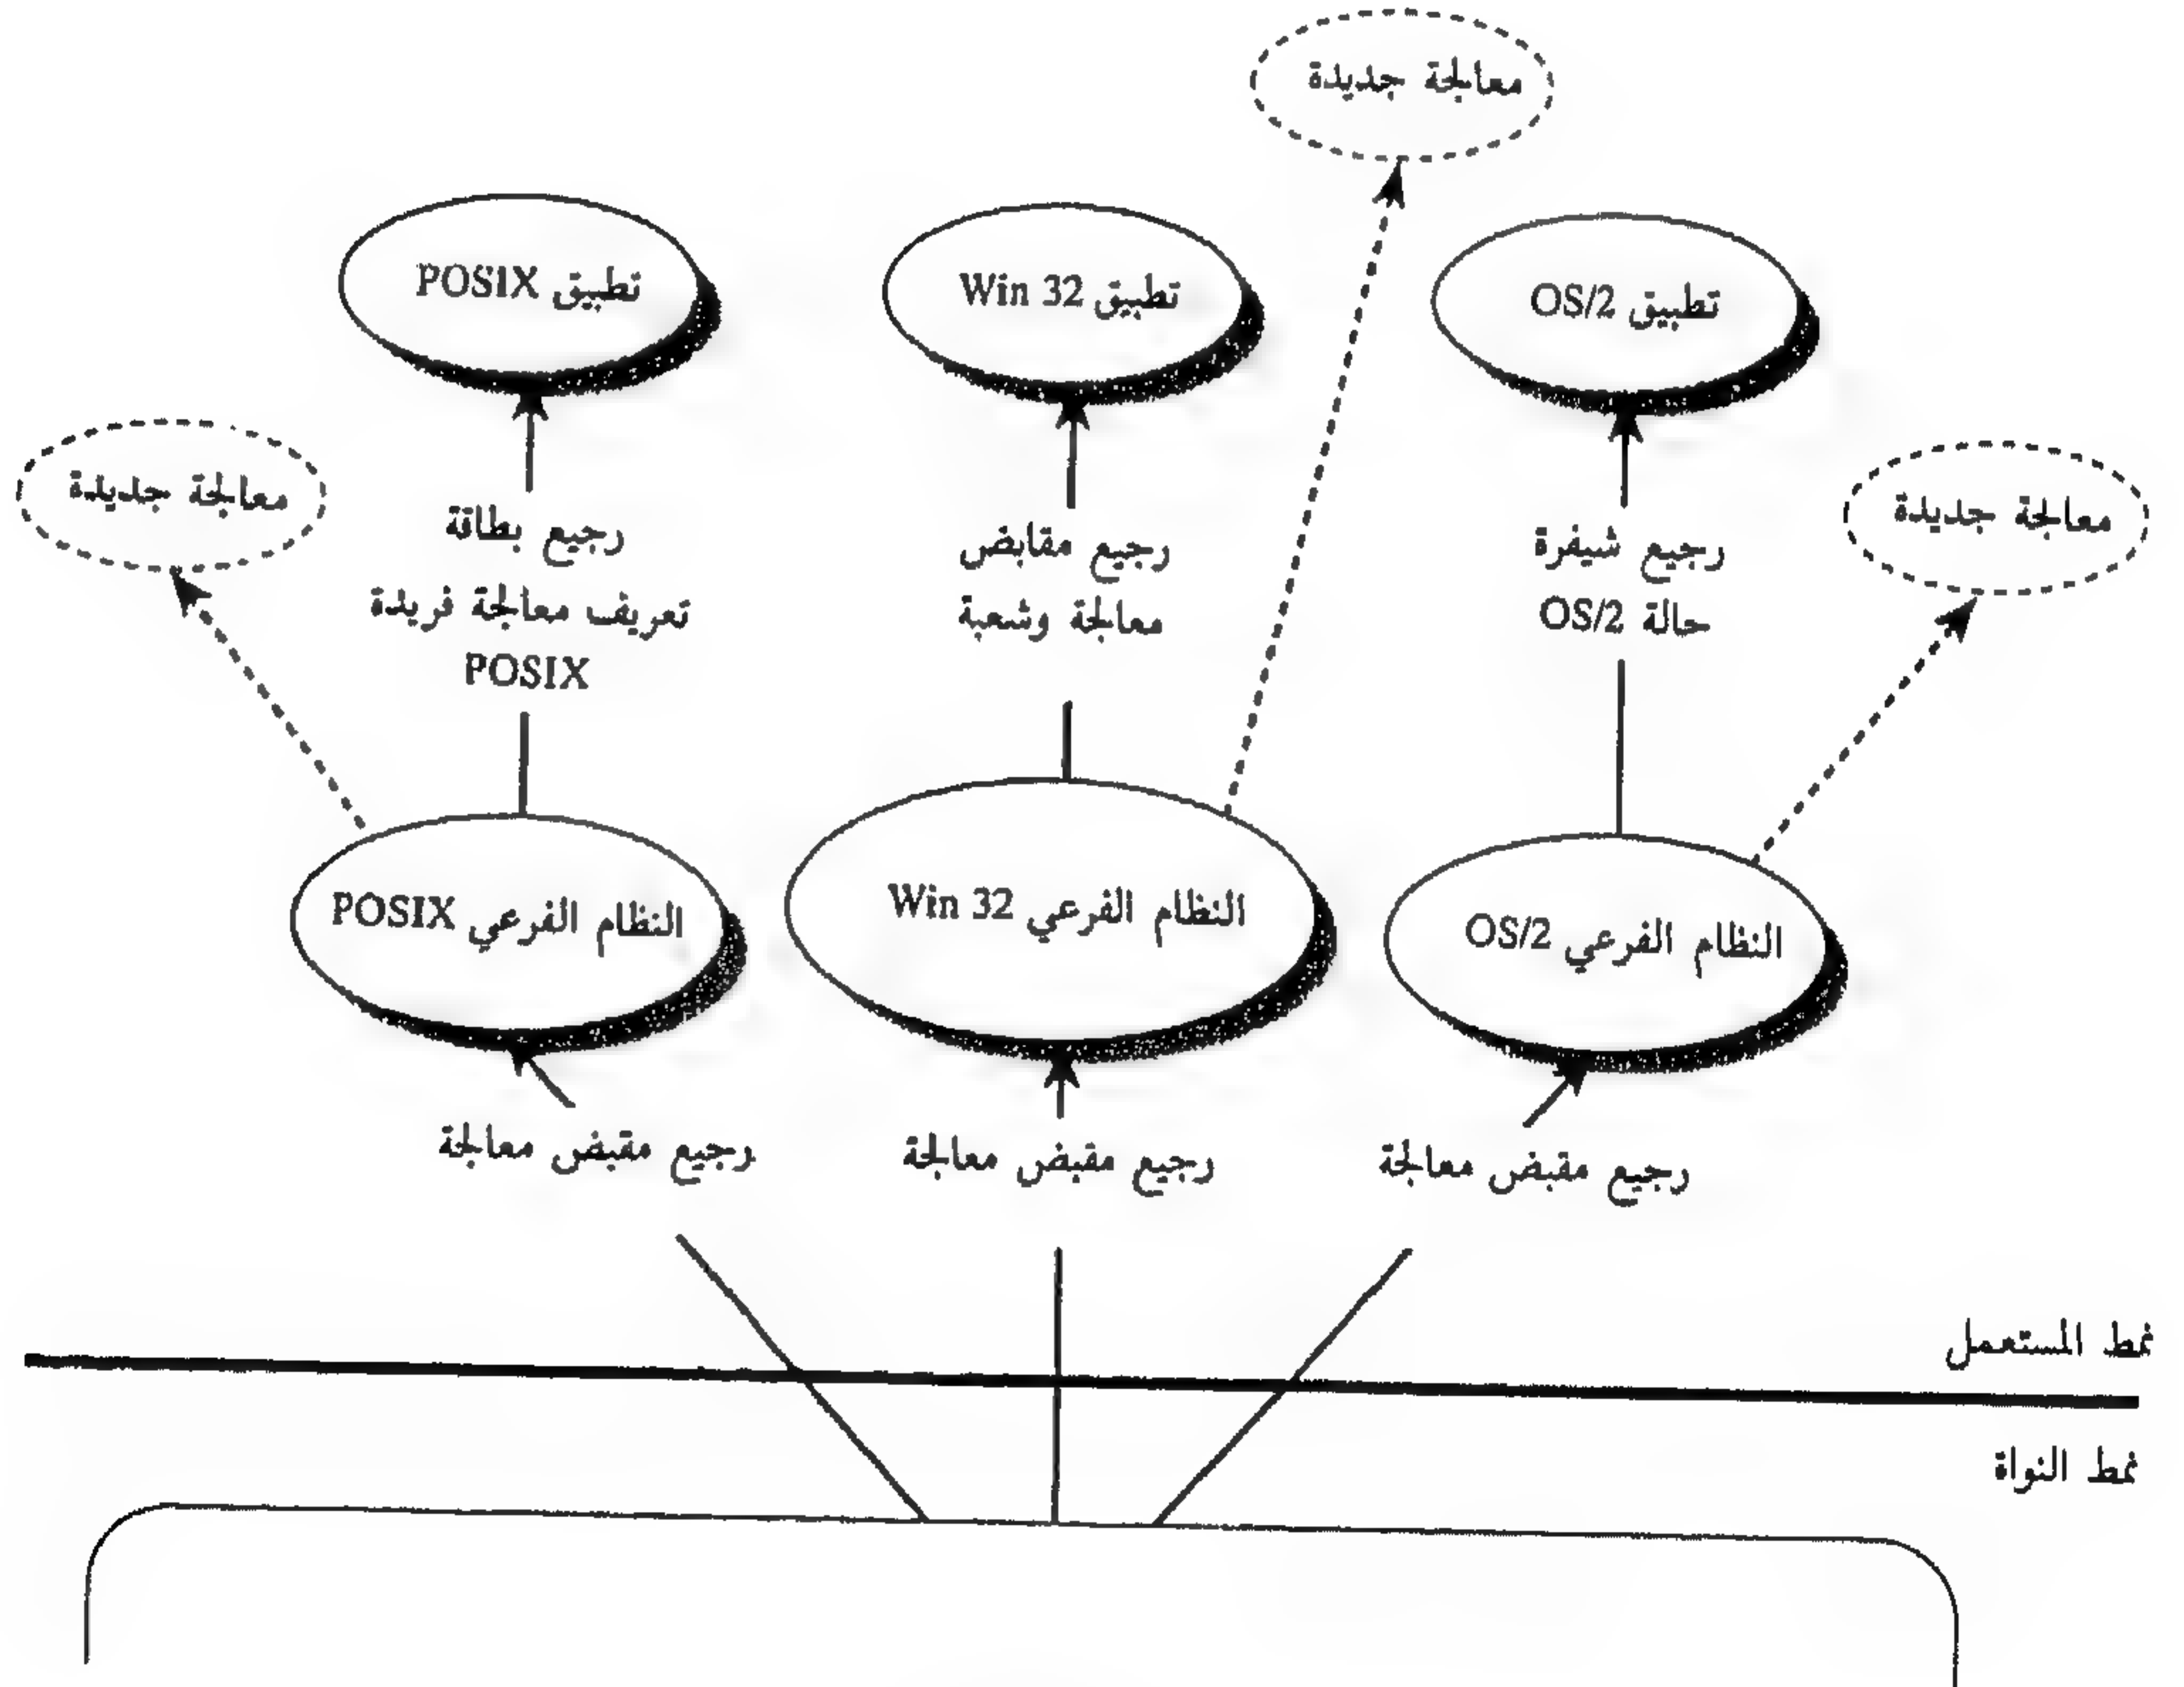 معالجة جديدة
تطبيق OS/2
تطبيق Win 32
تطبيق POSIX
معالجة جديدة
رجيع شيفرة
حالة OS/2
رجيع مقابض
معالجة وشعبة
رجيع بطاقة
تعريف معالجة فريدة
POSIX
معالجة جديدة
النظام الفرعي OS/2
النظام الفرعي Win 32
النظام الفرعي POSIX
رجيع مقبض معالجة
رجيع مقبض معالجة
رجيع مقبض معالجة
نمط المستعمل
نمط النواة